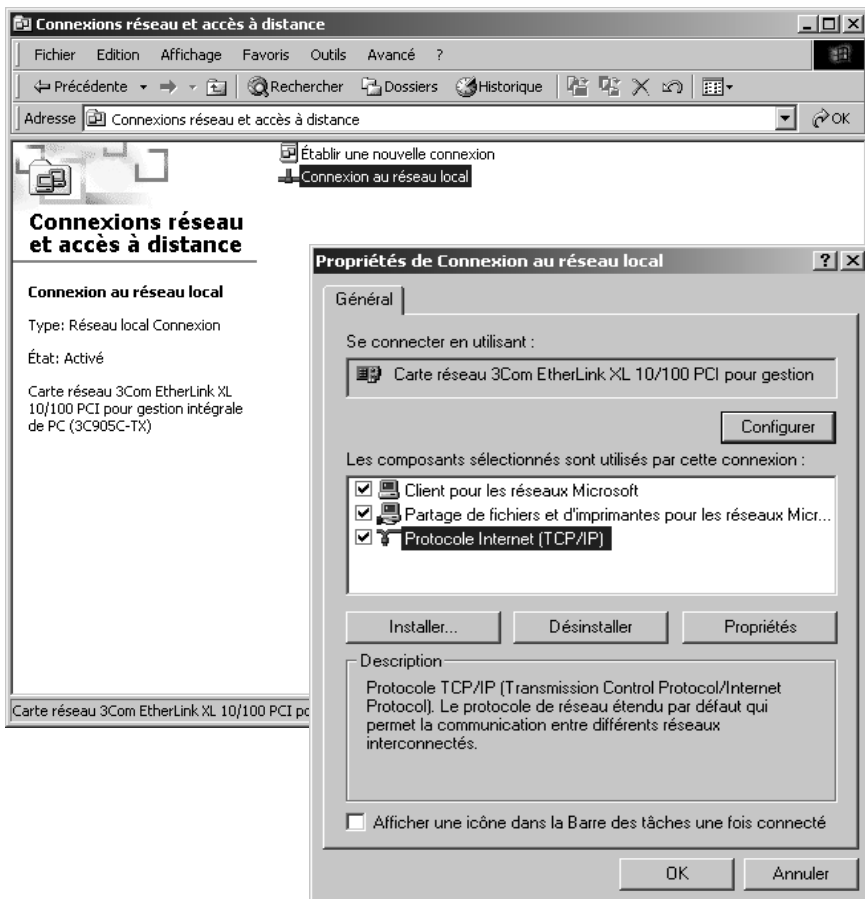 Connexions réseau et accès à distance
Fichier Edition Affichage Favoris Outils Avancé ?
Précédente Rechercher Dossiers Historique
Adresse Connexions réseau et accès à distance OK
Établir une nouvelle connexion
Connexion au réseau local
Connexions réseau
et accès à distance
Connexion au réseau local
Type: Réseau local Connexion
État: Activé
Carte réseau 3Com EtherLink XL
10/100 PCI pour gestion intégrale
de PC (3C905C-TX)
Carte réseau 3Com EtherLink XL 10/100 PCI po
Propriétés de Connexion au réseau local
Général
Se connecter en utilisant :
Carte réseau 3Com EtherLink XL 10/100 PCI pour gestion
Configurer
Les composants sélectionnés sont utilisés par cette connexion :
Client pour les réseaux Microsoft
Partage de fichiers et d'imprimantes pour les réseaux Micr...
Protocole Internet (TCP/IP)
Installer... Désinstaller Propriétés
Description
Protocole TCP/IP (Transmission Control Protocol/Internet
Protocol). Le protocole de réseau étendu par défaut qui
permet la communication entre différents réseaux
interconnectés.
Afficher une icône dans la Barre des tâches une fois connecté
OK Annuler